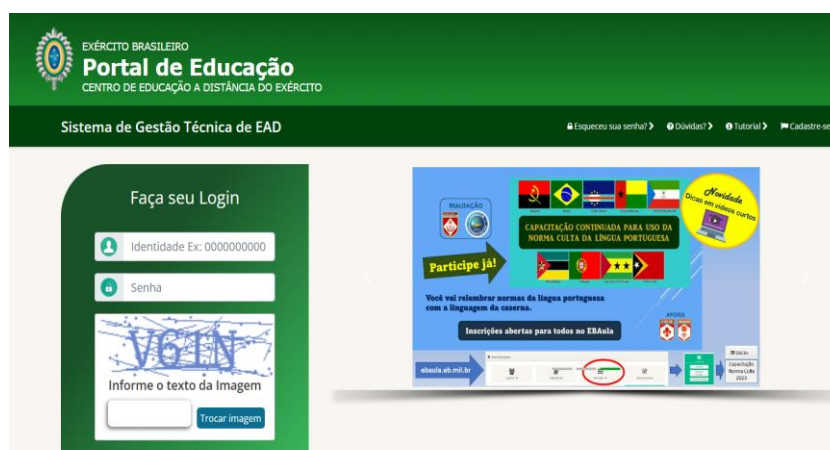 EXÉRCITO BRASILEIRO
Portal de Educação
CENTRO DE EDUCAÇÃO A DISTÂNCIA DO EXÉRCITO
Sistema de Gestão Técnica de EAD
Esqueceu sua senha?
Dúvidas?
Tutorial
Cadastre-se
Faça seu Login
Identidade Ex: 0000000000
Senha
V6IN
Informe o texto da Imagem
Trocar imagem
REALIZAÇÃO
Novidade
Dicas em vídeos curtos
CAPACITAÇÃO CONTINUADA PARA USO DA
NORMA CULTA DA LÍNGUA PORTUGUESA
Participe já!
Você vai relembrar normas da língua portuguesa
com a linguagem da caserna.
APOIOS
Inscrições abertas para todos no EBAula
ebaula.eb.mil.br
Início
Capacitação
Norma Culta
2023